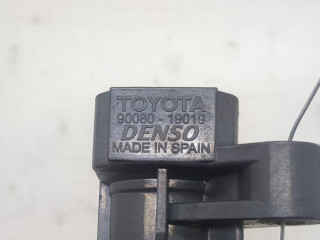 TOYOTA
90080-19019
DENSO
MADE IN SPAIN